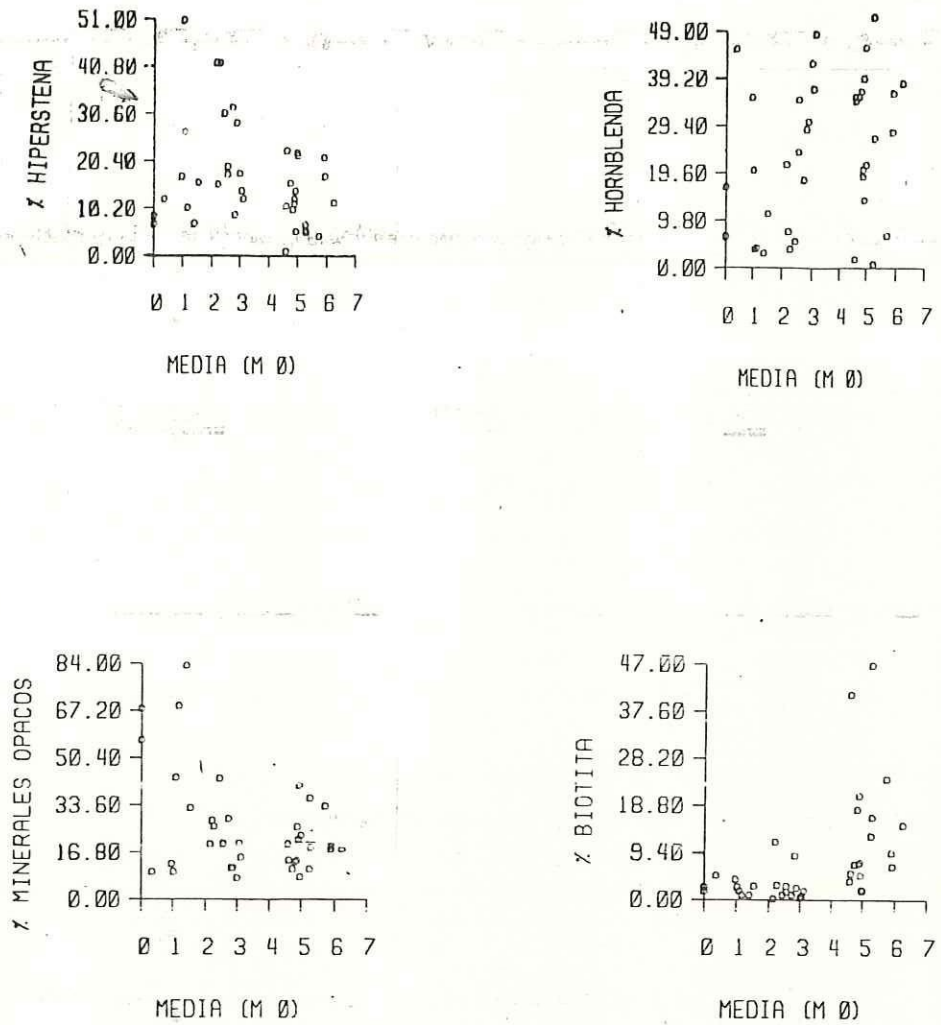 % HIPERSTENA
51.00
40.80
30.60
20.40
10.20
0.00
0 1 2 3 4 5 6 7
MEDIA (M Ø)
% HORNBLENDA
49.00
39.20
29.40
19.60
9.80
0.00
0 1 2 3 4 5 6 7
MEDIA (M Ø)
% MINERALES OPACOS
84.00
67.20
50.40
33.60
16.80
0.00
0 1 2 3 4 5 6 7
MEDIA (M Ø)
% BIOTITA
47.00
37.60
28.20
18.80
9.40
0.00
0 1 2 3 4 5 6 7
MEDIA (M Ø)